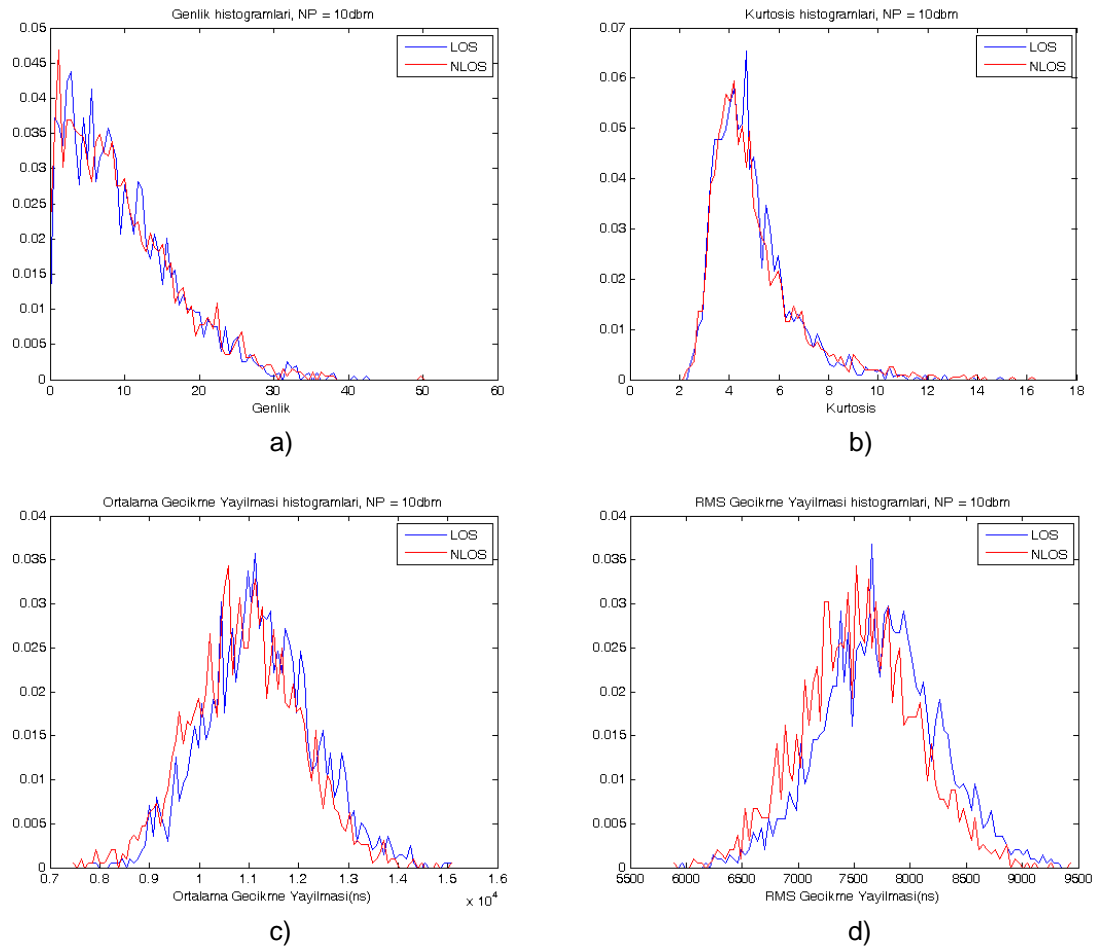 Genlik histogramlari, NP = 10dbm
0.05
0.045
0.04
0.035
0.03
0.025
0.02
0.015
0.01
0.005
0
0 10 20 30 40 50 60
Genlik
LOS
NLOS
a)
Kurtosis histogramlari, NP = 10dbm
0.07
0.06
0.05
0.04
0.03
0.02
0.01
0
0 2 4 6 8 10 12 14 16 18
Kurtosis
LOS
NLOS
b)
Ortalama Gecikme Yayilmasi histogramlari, NP = 10dbm
0.04
0.035
0.03
0.025
0.02
0.015
0.01
0.005
0
0.7 0.8 0.9 1 1.1 1.2 1.3 1.4 1.5 1.6
Ortalama Gecikme Yayilmasi(ns)
x 10^4
LOS
NLOS
c)
RMS Gecikme Yayilmasi histogramlari, NP = 10dbm
0.04
0.035
0.03
0.025
0.02
0.015
0.01
0.005
0
5500 6000 6500 7000 7500 8000 8500 9000 9500
RMS Gecikme Yayilmasi(ns)
LOS
NLOS
d)